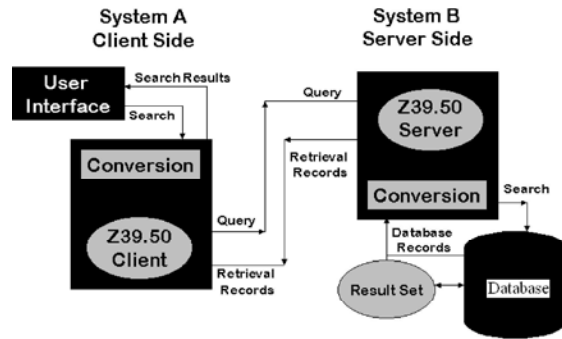 System A
Client Side
System B
Server Side
User
Interface
Search Results
Search
Conversion
Z39.50
Client
Query
Retrieval
Records
Query
Retrieval
Records
Z39.50
Server
Conversion
Search
Database
Records
Result Set
Database